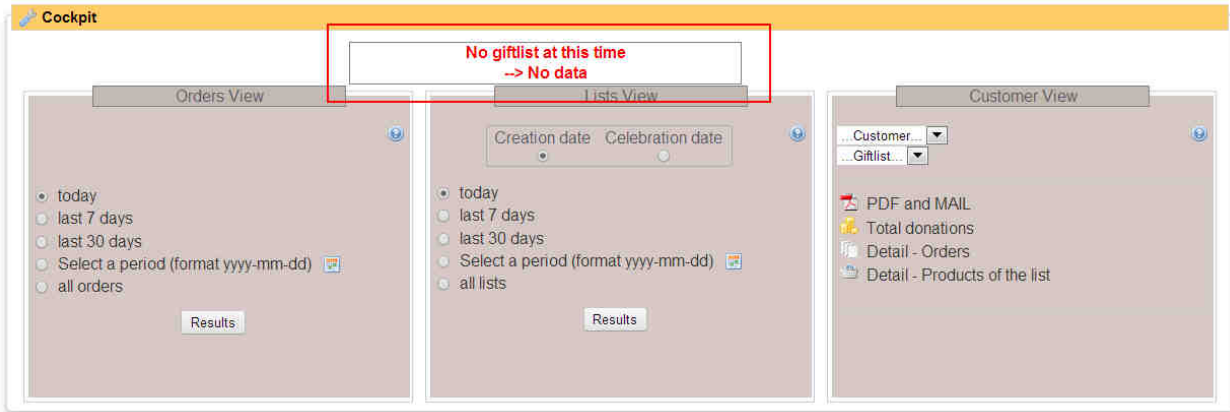 Cockpit
No giftlist at this time
--> No data
Orders View
today
last 7 days
last 30 days
Select a period (format yyyy-mm-dd)
all orders
Results
Lists View
Creation date Celebration date
today
last 7 days
last 30 days
Select a period (format yyyy-mm-dd)
all lists
Results
Customer View
...Customer...
...Giftlist...
PDF and MAIL
Total donations
Detail - Orders
Detail - Products of the list